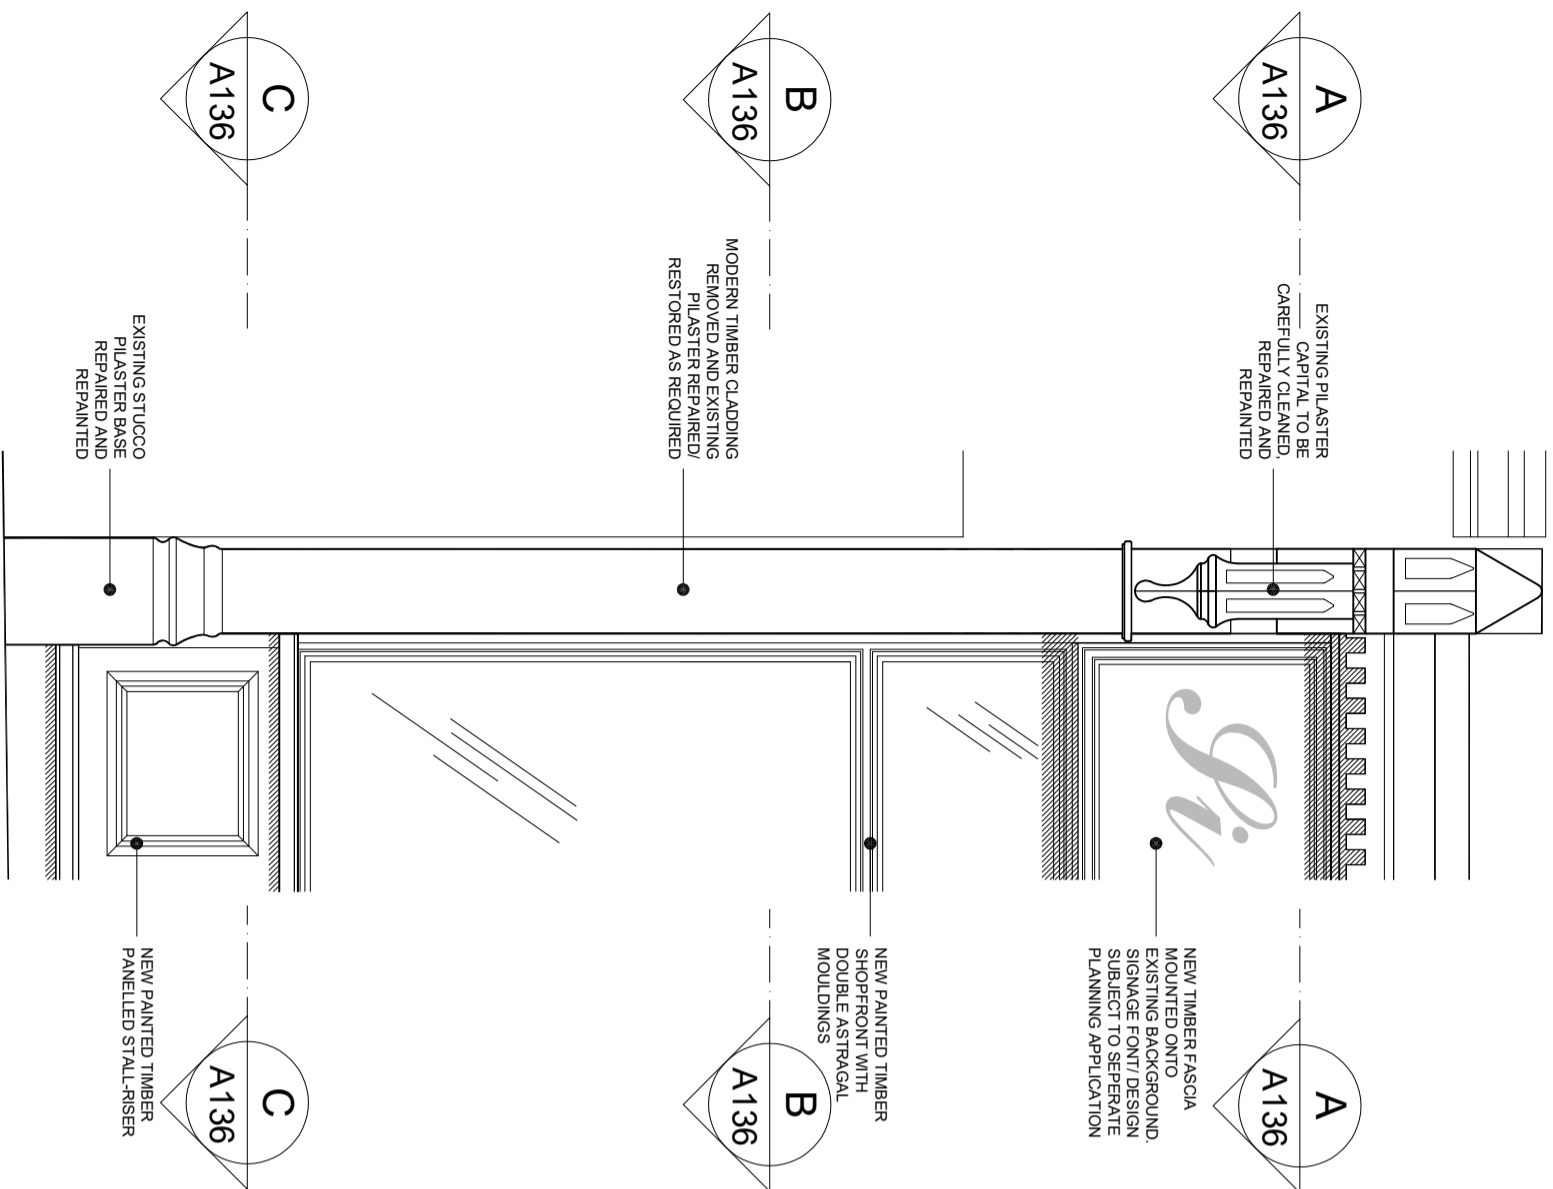 A
A136
EXISTING PILASTER
CAPITAL TO BE
CAREFULLY CLEANED,
REPAIRED AND
REPAINTED
NEW TIMBER FASCIA
MOUNTED ONTO
EXISTING BACKGROUND.
SIGNAGE FONT/ DESIGN
SUBJECT TO SEPERATE
PLANNING APPLICATION
A
A136
B
A136
MODERN TIMBER CLADDING
REMOVED AND EXISTING
PILASTER REPAIRED/
RESTORED AS REQUIRED
NEW PAINTED TIMBER
SHOPFRONT WITH
DOUBLE ASTRAGAL
MOULDINGS
B
A136
C
A136
EXISTING STUCCO
PILASTER BASE
REPAIRED AND
REPAINTED
NEW PAINTED TIMBER
PANELLED STALL-RISER
C
A136